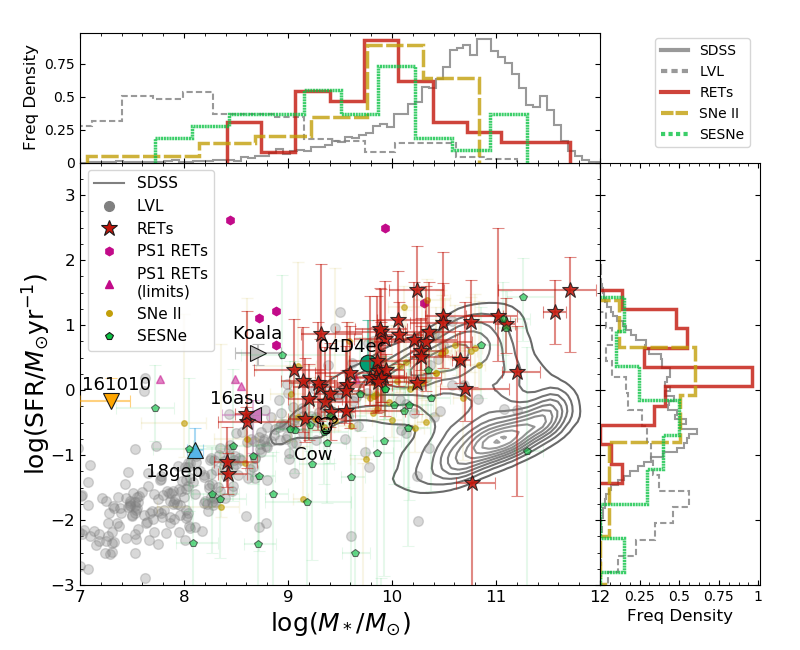 Freq Density
0.75
0.5
0.25
0
SDSS
LVL
RETs
SNe II
SESNe
SDSS
LVL
RETs
PS1 RETs
PS1 RETs
(limits)
SNe II
SESNe
log(SFR/M⊙yr⁻¹)
3
2
1
0
−1
−2
−3
Koala
04D4ec
161010
16asu
Cow
18gep
7
8
9
10
11
12
log(M*/M⊙)
0.25
0.5
0.75
1
Freq Density